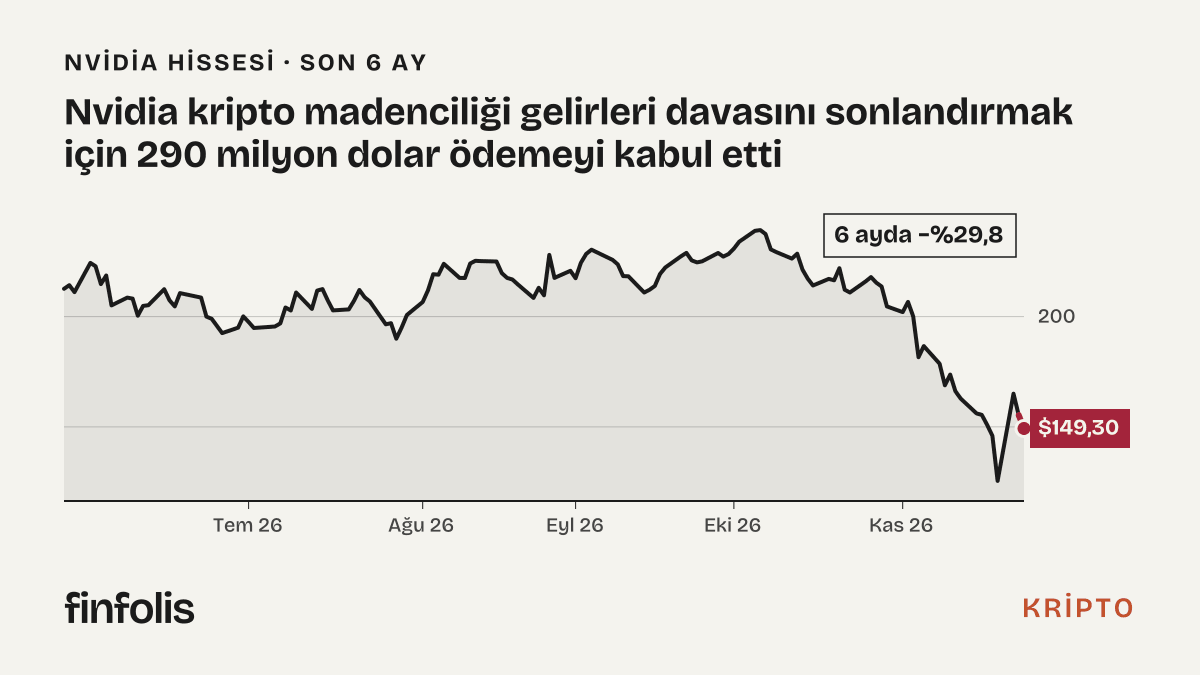 NVİDİA HİSSESİ · SON 6 AY
Nvidia kripto madenciliği gelirleri davasını sonlandırmak
için 290 milyon dolar ödemeyi kabul etti
6 ayda −%29,8
200
$149,30
Tem 26
Ağu 26
Eyl 26
Eki 26
Kas 26
finfolis
KRİPTO